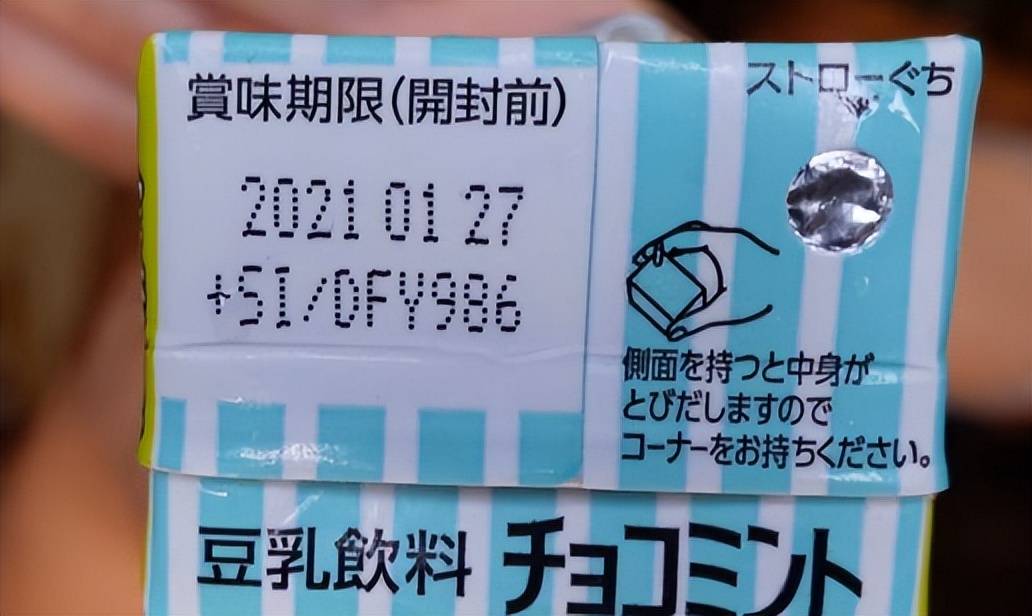 賞味期限(開封前)
2021 01 27
+SI/DFY986
ストローぐち
側面を持つと中身が
とびだしますので
コーナーをお持ちください。
豆乳飲料 チョコミント